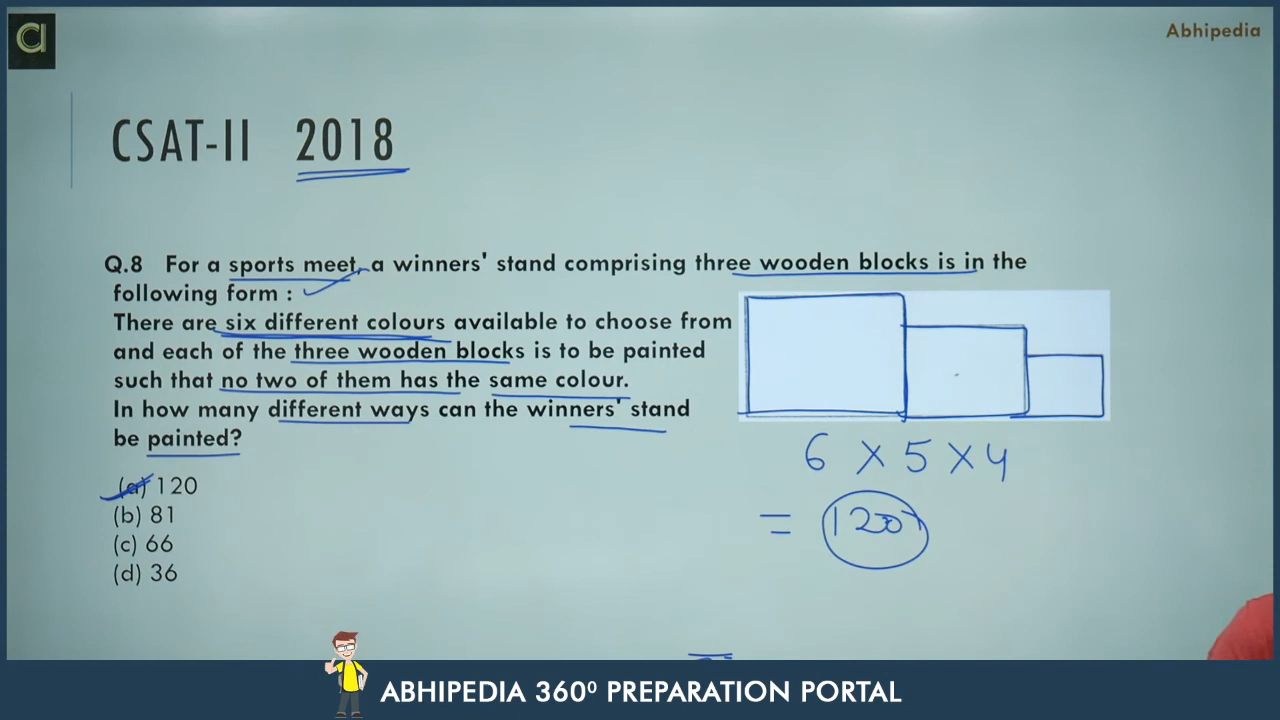 Abhipedia
CSAT-II 2018
Q.8 For a sports meet, a winners' stand comprising three wooden blocks is in the
following form :
There are six different colours available to choose from
and each of the three wooden blocks is to be painted
such that no two of them has the same colour.
In how many different ways can the winners' stand
be painted?
(a) 120
(b) 81
(c) 66
(d) 36
6 X 5 X 4
= 120
ABHIPEDIA 360⁰ PREPARATION PORTAL